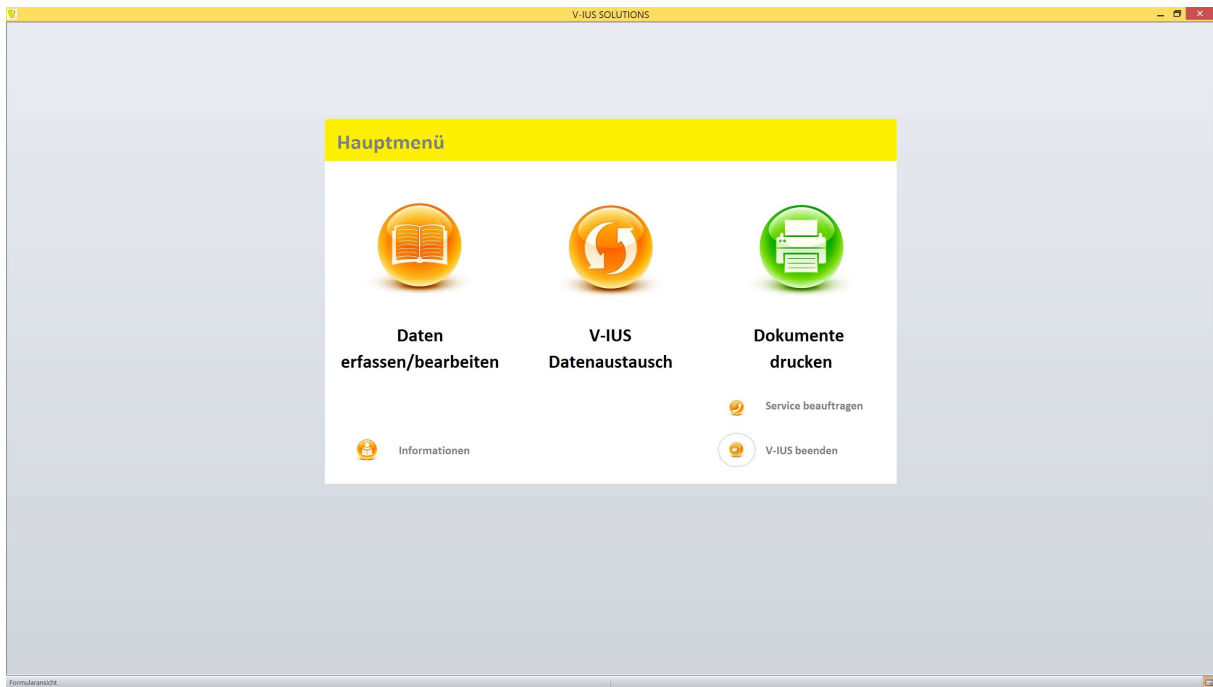 V-IUS SOLUTIONS
Hauptmenü
Daten
erfassen/bearbeiten
V-IUS
Datenaustausch
Dokumente
drucken
Service beauftragen
Informationen
V-IUS beenden
Formularansicht